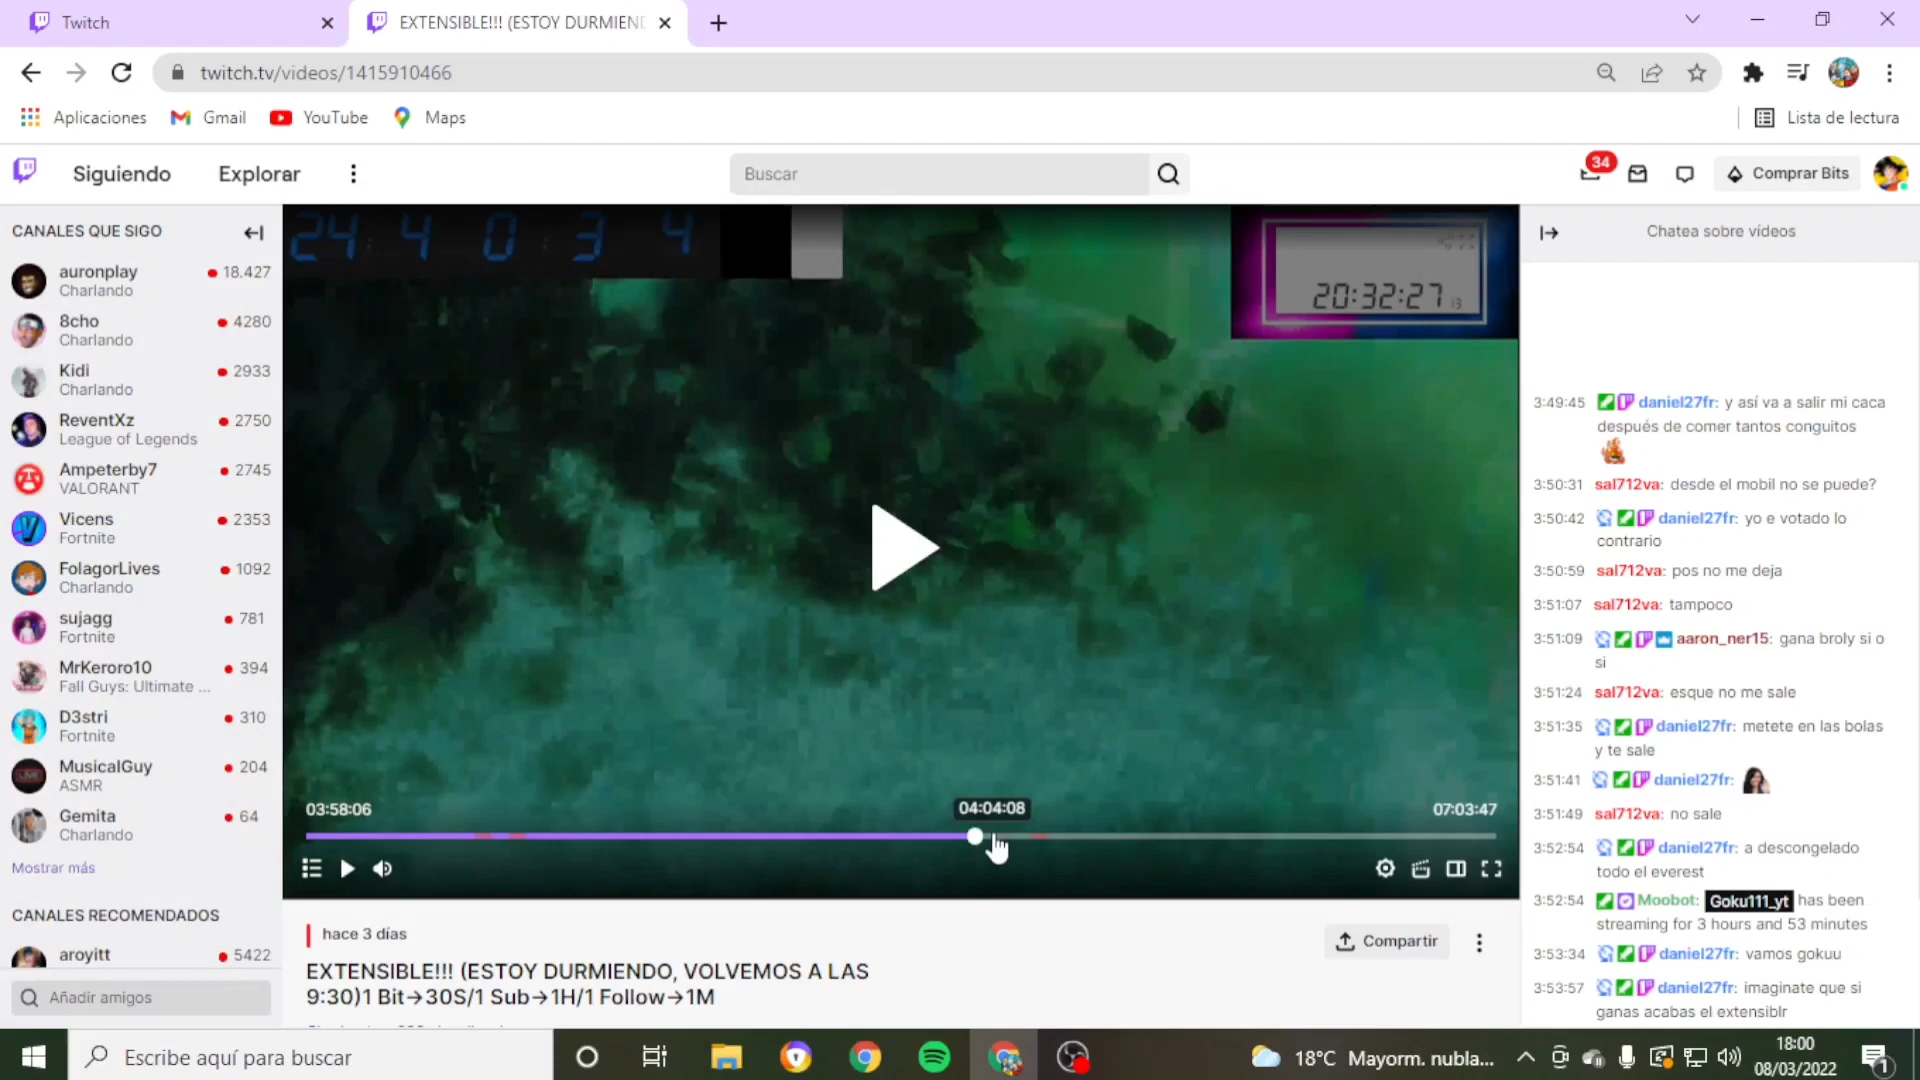 Twitch
EXTENSIBLE!!! (ESTOY DURMIEND
twitch.tv/videos/1415910466
Aplicaciones
Gmail
YouTube
Maps
Lista de lectura
Siguiendo
Explorar
Buscar
34
Comprar Bits
CANALES QUE SIGO
auronplay
18.427
Charlando
8cho
4280
Charlando
Kidi
2933
Charlando
ReventXz
2750
League of Legends
Ampeterby7
2745
VALORANT
Vicens
2353
Fortnite
FolagorLives
1092
Charlando
sujagg
781
Fortnite
MrKeroro10
394
Fall Guys: Ultimate ...
D3stri
310
Fortnite
MusicalGuy
204
ASMR
Gemita
64
Charlando
Mostrar más
CANALES RECOMENDADOS
aroyitt
5422
Añadir amigos
24: 4 0 : 3 4
20:32:27 13
03:58:06
04:04:08
07:03:47
hace 3 días
Compartir
EXTENSIBLE!!! (ESTOY DURMIENDO, VOLVEMOS A LAS
9:30)1 Bit→30S/1 Sub→1H/1 Follow→1M
Chatea sobre vídeos
3:49:45 daniel27fr: y así va a salir mi caca
después de comer tantos conguitos
3:50:31 sal712va: desde el mobil no se puede?
3:50:42 daniel27fr: yo e votado lo
contrario
3:50:59 sal712va: pos no me deja
3:51:07 sal712va: tampoco
3:51:09 aaron_ner15: gana broly si o
si
3:51:24 sal712va: esque no me sale
3:51:35 daniel27fr: metete en las bolas
y te sale
3:51:41 daniel27fr:
3:51:49 sal712va: no sale
3:52:54 daniel27fr: a descongelado
todo el everest
3:52:54 Moobot: Goku111_yt has been
streaming for 3 hours and 53 minutes
3:53:34 daniel27fr: vamos gokuu
3:53:57 daniel27fr: imaginate que si
ganas acabas el extensiblr
Escribe aquí para buscar
18°C Mayorm. nubla...
18:00
08/03/2022
1